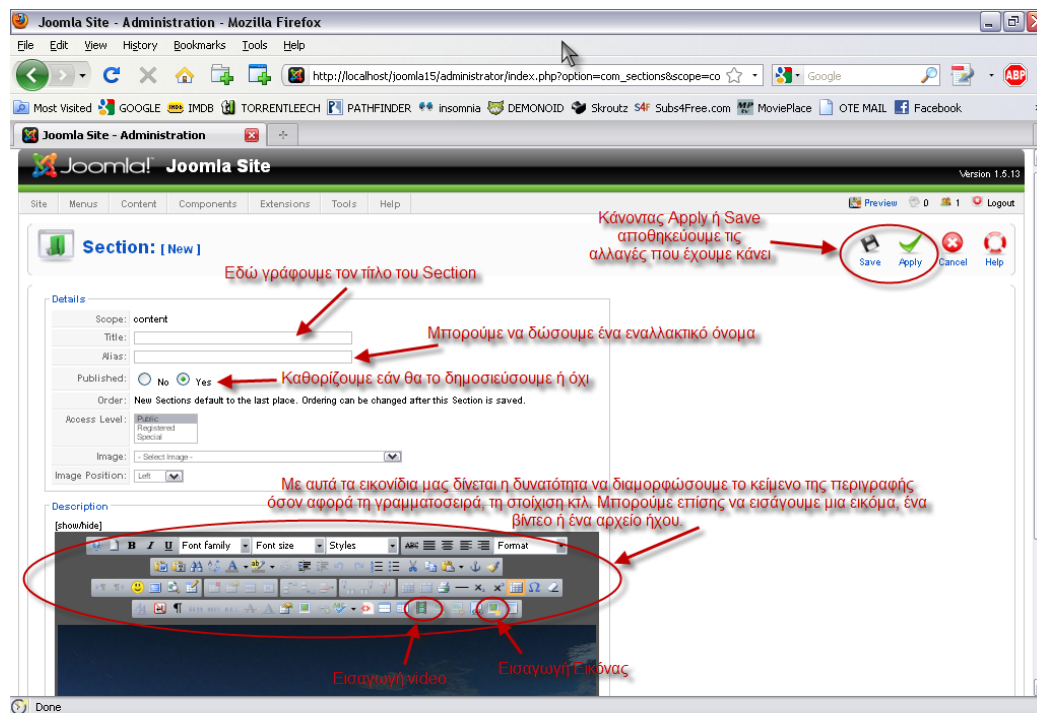 Joomla Site - Administration - Mozilla Firefox
File Edit View History Bookmarks Tools Help
http://localhost/joomla15/administrator/index.php?option=com_sections&scope=co
Google
ABP
Most Visited GOOGLE IMDB TORRENTLEECH PATHFINDER insomnia DEMONOID Skroutz S4F Subs4Free.com MoviePlace OTE MAIL Facebook
Joomla Site - Administration
Joomla! Joomla Site
Version 1.5.13
Site Menus Content Components Extensions Tools Help
Preview 0 1 Logout
Κάνοντας Apply ή Save
αποθηκεύουμε τις
αλλαγές που έχουμε κάνει
Section: [ New ]
Save Apply Cancel Help
Εδώ γράφουμε τον τίτλο του Section
Details
Scope: content
Title:
Μπορούμε να δώσουμε ένα εναλλακτικό όνομα
Alias:
Published: No Yes
Καθορίζουμε εάν θα το δημοσιεύσουμε ή όχι
Order: New Sections default to the last place. Ordering can be changed after this Section is saved.
Access Level: Public
Registered
Special
Image: - Select Image -
Image Position: Left
Με αυτά τα εικονίδια μας δίνεται η δυνατότητα να διαμορφώσουμε το κείμενο της περιγραφής
όσον αφορά τη γραμματοσειρά, τη στοίχιση κτλ. Μπορούμε επίσης να εισάγουμε μια εικόμα, ένα
βίντεο ή ένα αρχείο ήχου.
Description
[show/hide]
B I U Font family Font size Styles ABC Format
Εισαγωγή video
Εισαγωγή Εικόνας
Done